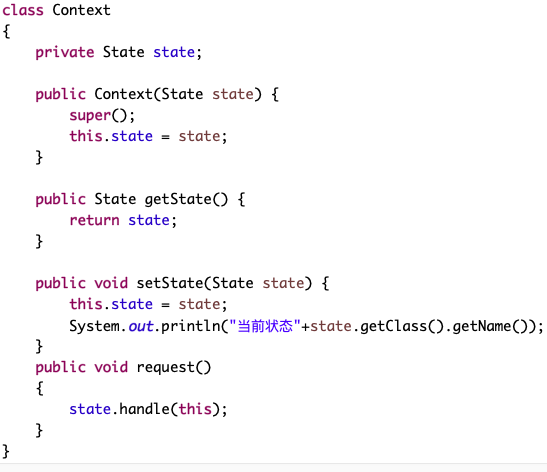 class Context
{
    private State state;

    public Context(State state) {
        super();
        this.state = state;
    }

    public State getState() {
        return state;
    }

    public void setState(State state) {
        this.state = state;
        System.out.println("当前状态"+state.getClass().getName());
    }
    public void request()
    {
        state.handle(this);
    }
}